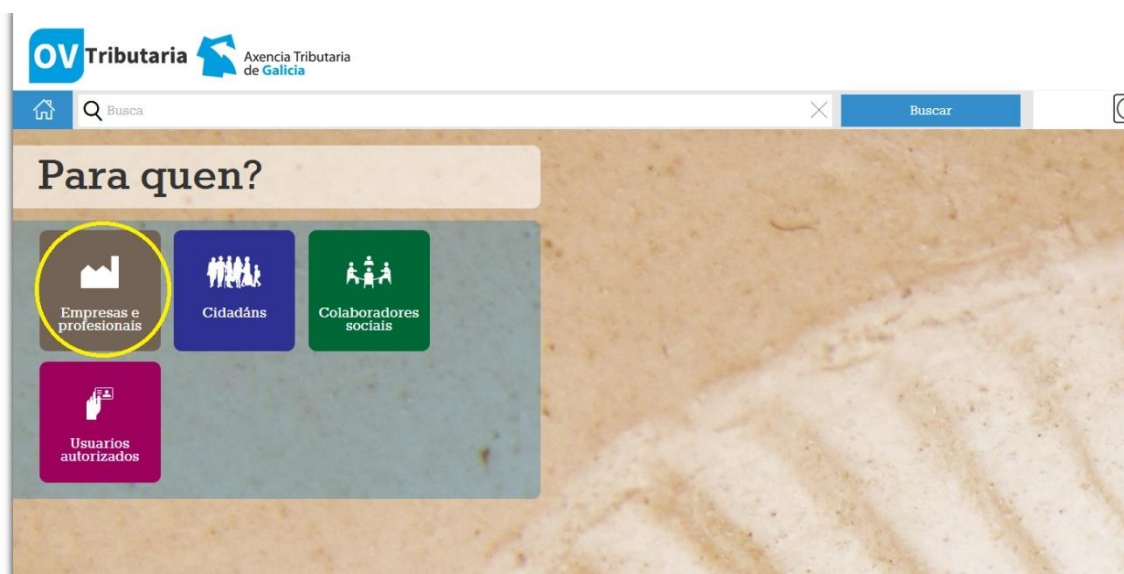 OV Tributaria
Axencia Tributaria
de Galicia
Busca
Buscar
Para quen?
Empresas e
profesionais
Cidadáns
Colaboradores
sociais
Usuarios
autorizados